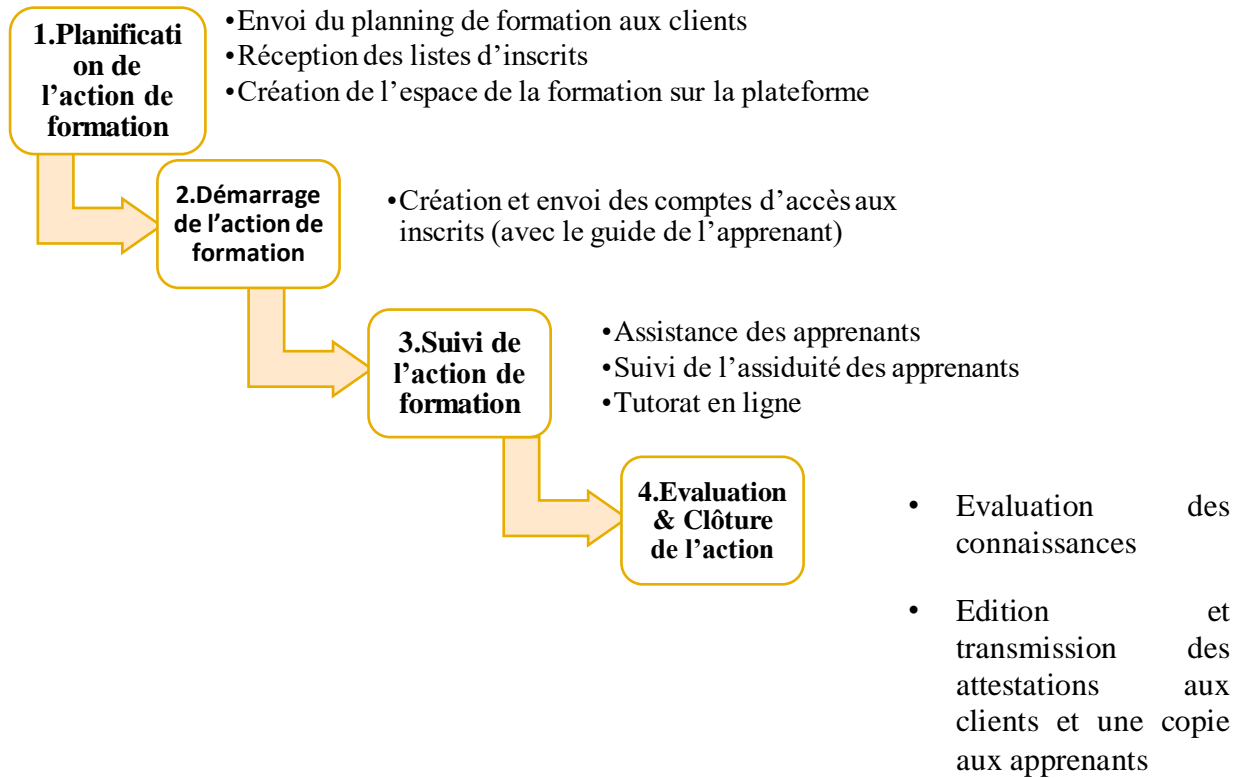 1.Planificati
on de
l’action de
formation
•Envoi du planning de formation aux clients
•Réception des listes d’inscrits
•Création de l’espace de la formation sur la plateforme
2.Démarrage
de l’action de
formation
•Création et envoi des comptes d’accès aux
inscrits (avec le guide de l’apprenant)
3.Suivi de
l’action de
formation
•Assistance des apprenants
•Suivi de l’assiduité des apprenants
•Tutorat en ligne
4.Evaluation
& Clôture
de l’action
• Evaluation des
connaissances
• Edition et
transmission des
attestations aux
clients et une copie
aux apprenants